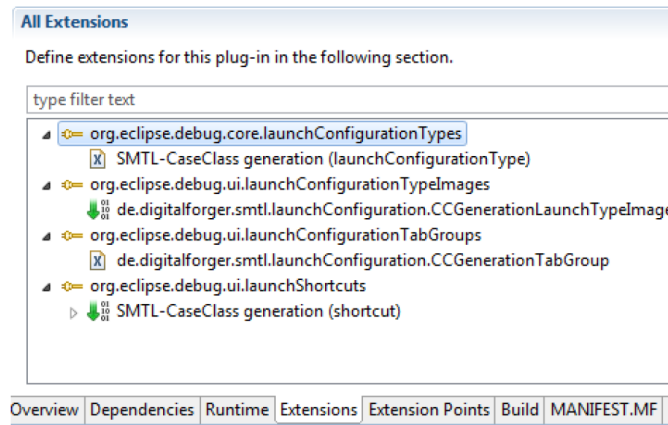 All Extensions
Define extensions for this plug-in in the following section.
type filter text
org.eclipse.debug.core.launchConfigurationTypes
SMTL-CaseClass generation (launchConfigurationType)
org.eclipse.debug.ui.launchConfigurationTypeImages
de.digitalforger.smtl.launchConfiguration.CCGenerationLaunchTypeImage
org.eclipse.debug.ui.launchConfigurationTabGroups
de.digitalforger.smtl.launchConfiguration.CCGenerationTabGroup
org.eclipse.debug.ui.launchShortcuts
SMTL-CaseClass generation (shortcut)
Overview Dependencies Runtime Extensions Extension Points Build MANIFEST.MF